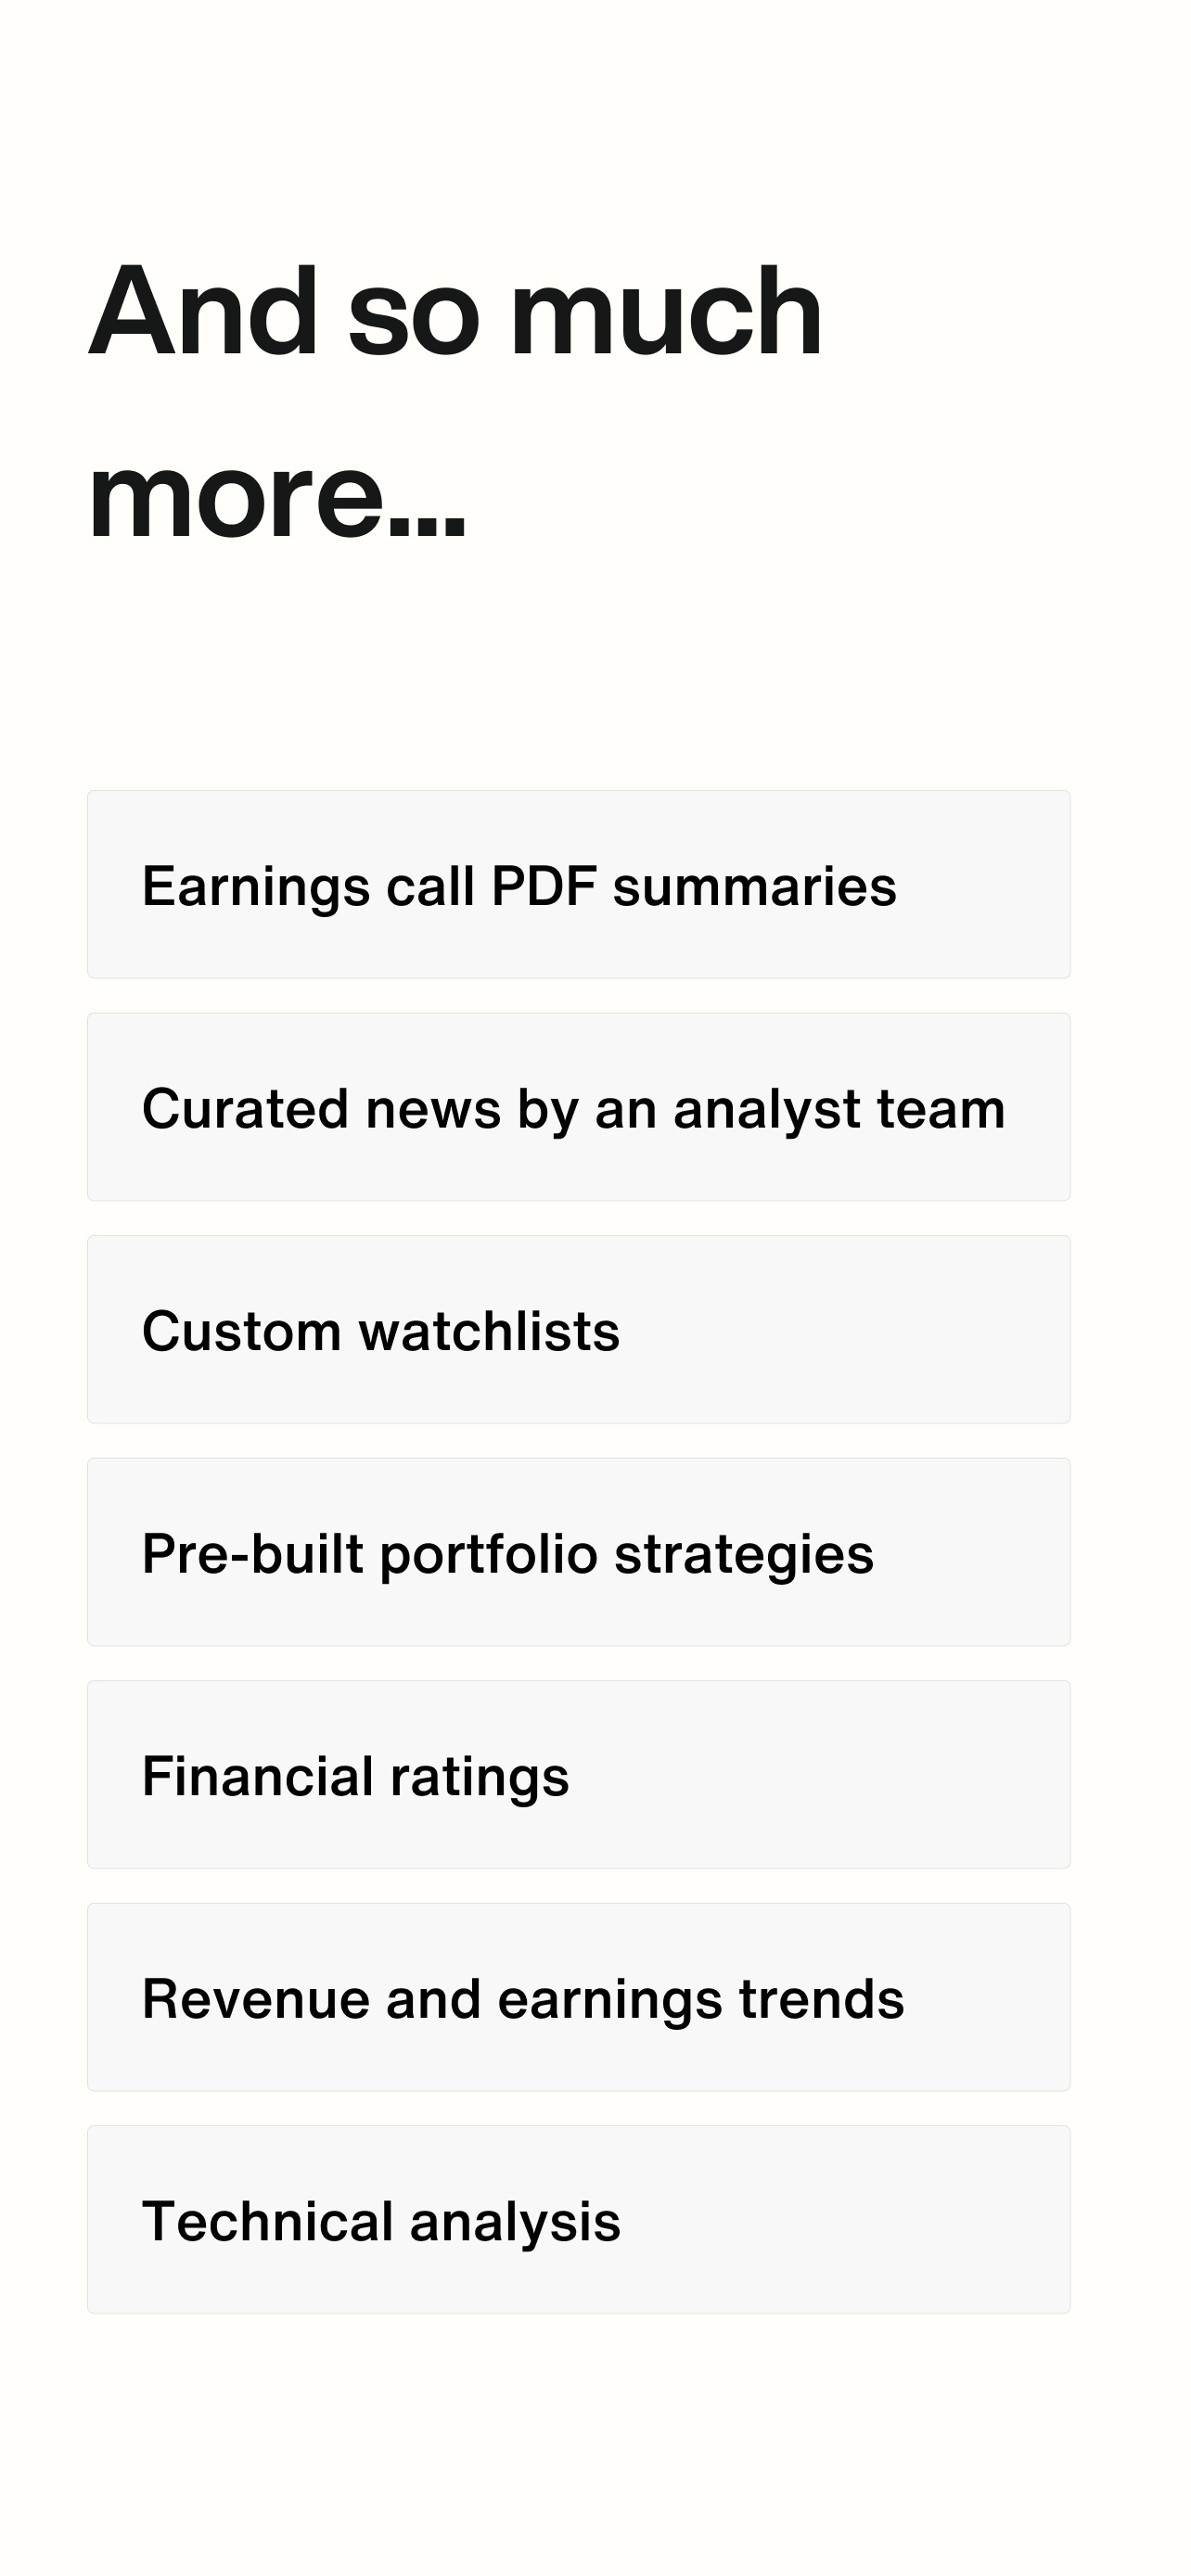 And so much
more...
Earnings call PDF summaries
Curated news by an analyst team
Custom watchlists
Pre-built portfolio strategies
Financial ratings
Revenue and earnings trends
Technical analysis